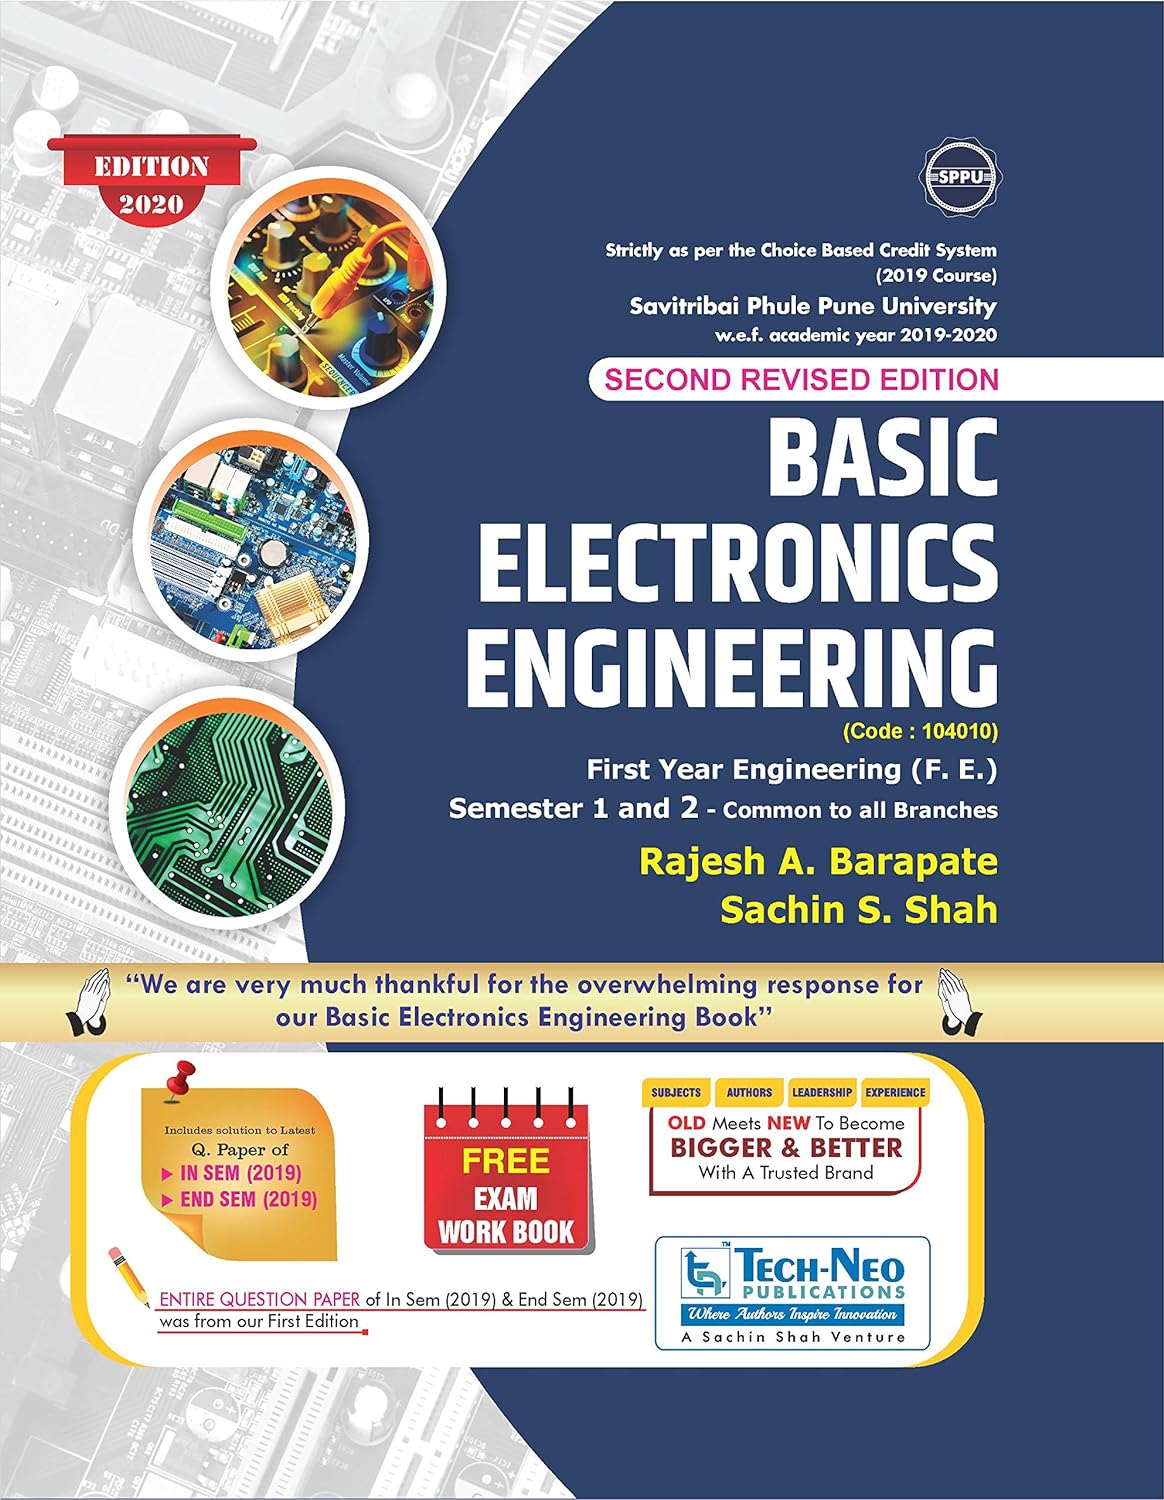 EDITION
2020
SPPU
Strictly as per the Choice Based Credit System
(2019 Course)
Savitribai Phule Pune University
w.e.f. academic year 2019-2020
SECOND REVISED EDITION
BASIC
ELECTRONICS
ENGINEERING
(Code : 104010)
First Year Engineering (F. E.)
Semester 1 and 2 - Common to all Branches
Rajesh A. Barapate
Sachin S. Shah
Master Volume
SEQUENCER
“We are very much thankful for the overwhelming response for
our Basic Electronics Engineering Book”
Includes solution to Latest
Q. Paper of
IN SEM (2019)
END SEM (2019)
FREE
EXAM
WORK BOOK
SUBJECTS AUTHORS LEADERSHIP EXPERIENCE
OLD Meets NEW To Become
BIGGER & BETTER
With A Trusted Brand
ENTIRE QUESTION PAPER of In Sem (2019) & End Sem (2019)
was from our First Edition
TECH-NEO
TM
PUBLICATIONS
Where Authors Inspire Innovation
A Sachin Shah Venture